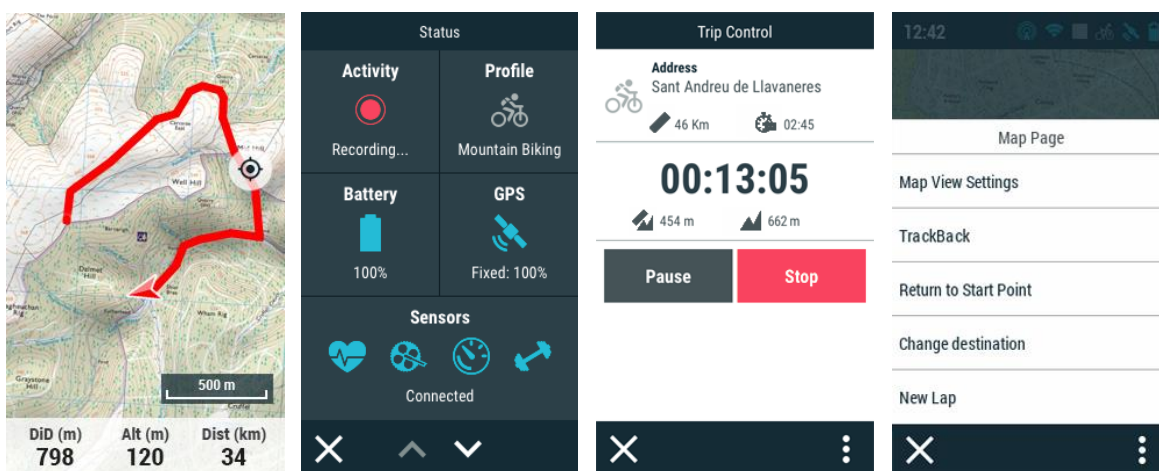 Well Hill
500 m
DiD (m) Alt (m) Dist (km)
798 120 34
Status
Activity Profile
Recording... Mountain Biking
Battery GPS
100% Fixed: 100%
Sensors
Connected
Trip Control
Address
Sant Andreu de Llavaneres
46 Km 02:45
00:13:05
454 m 662 m
Pause Stop
12:42
Map Page
Map View Settings
TrackBack
Return to Start Point
Change destination
New Lap